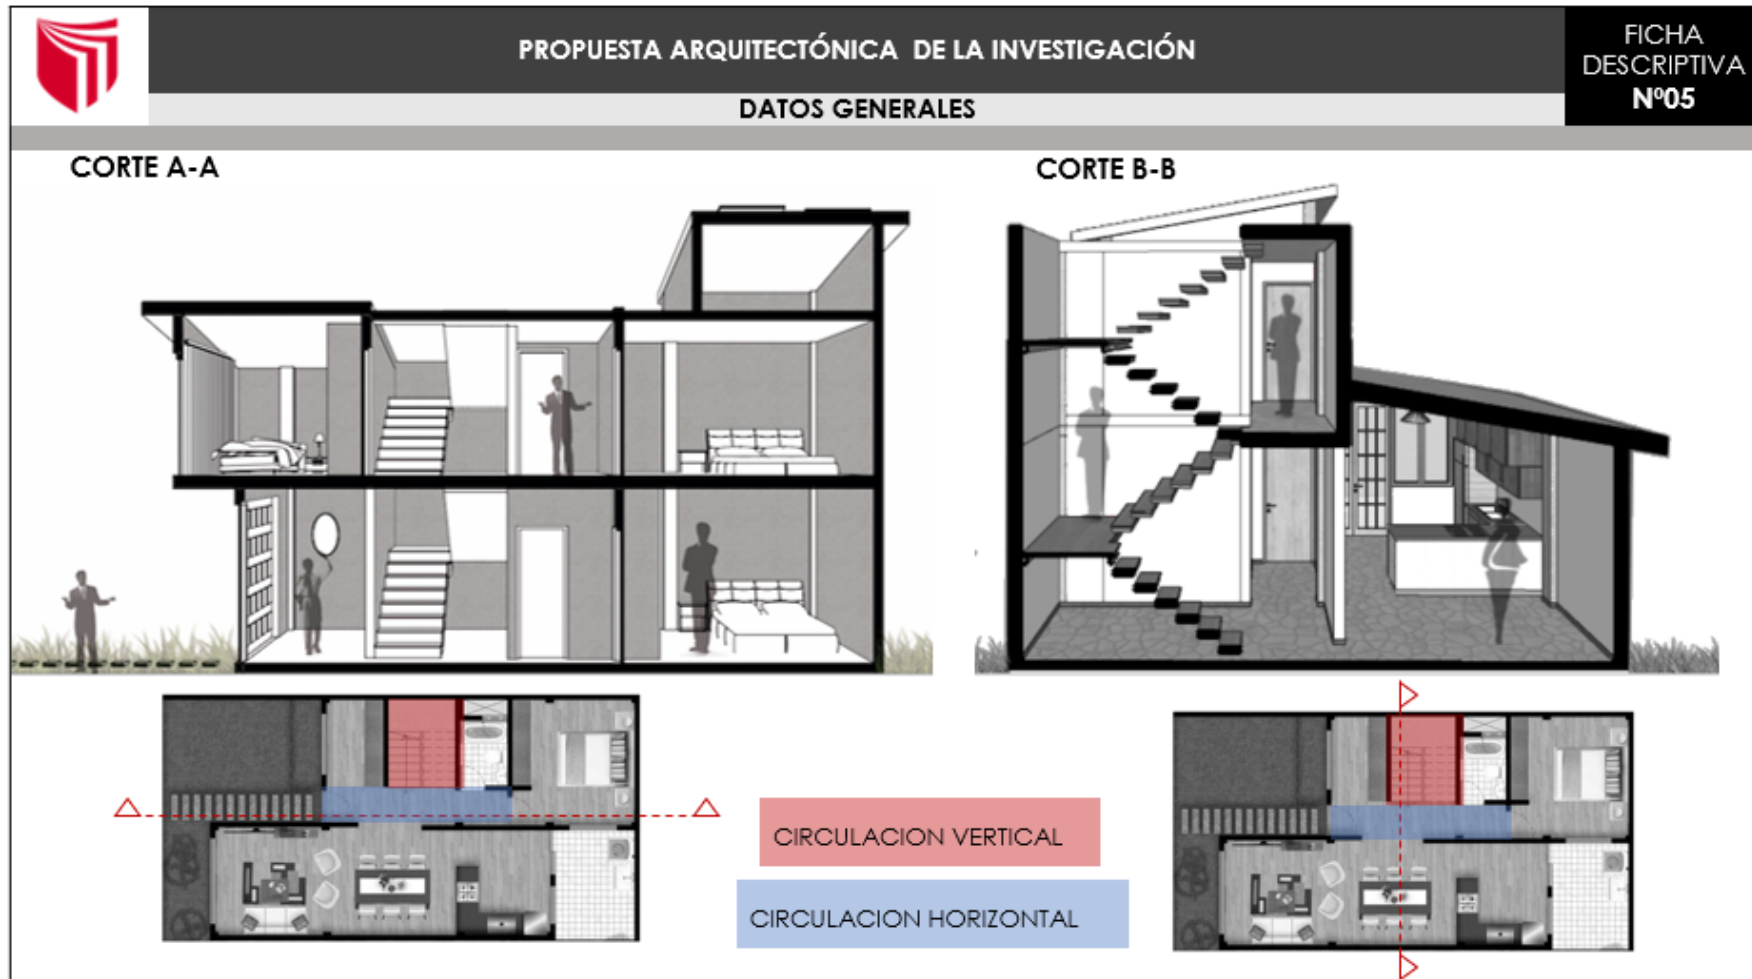 PROPUESTA ARQUITECTÓNICA DE LA INVESTIGACIÓN
FICHA
DESCRIPTIVA
Nº05
DATOS GENERALES
CORTE A-A
CORTE B-B
CIRCULACION VERTICAL
CIRCULACION HORIZONTAL